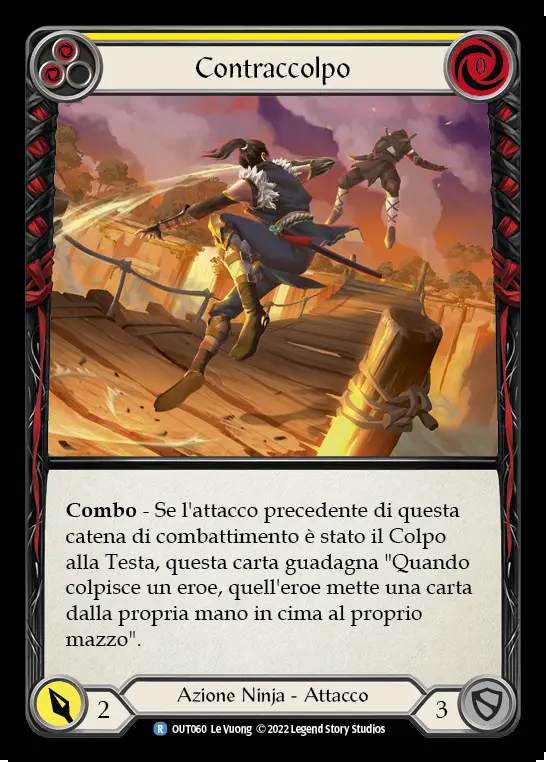 Contraccolpo
0
Combo - Se l'attacco precedente di questa
catena di combattimento è stato il Colpo
alla Testa, questa carta guadagna "Quando
colpisce un eroe, quell'eroe mette una carta
dalla propria mano in cima al proprio
mazzo".
2
Azione Ninja - Attacco
3
R OUT060 Le Vuong © 2022 Legend Story Studios